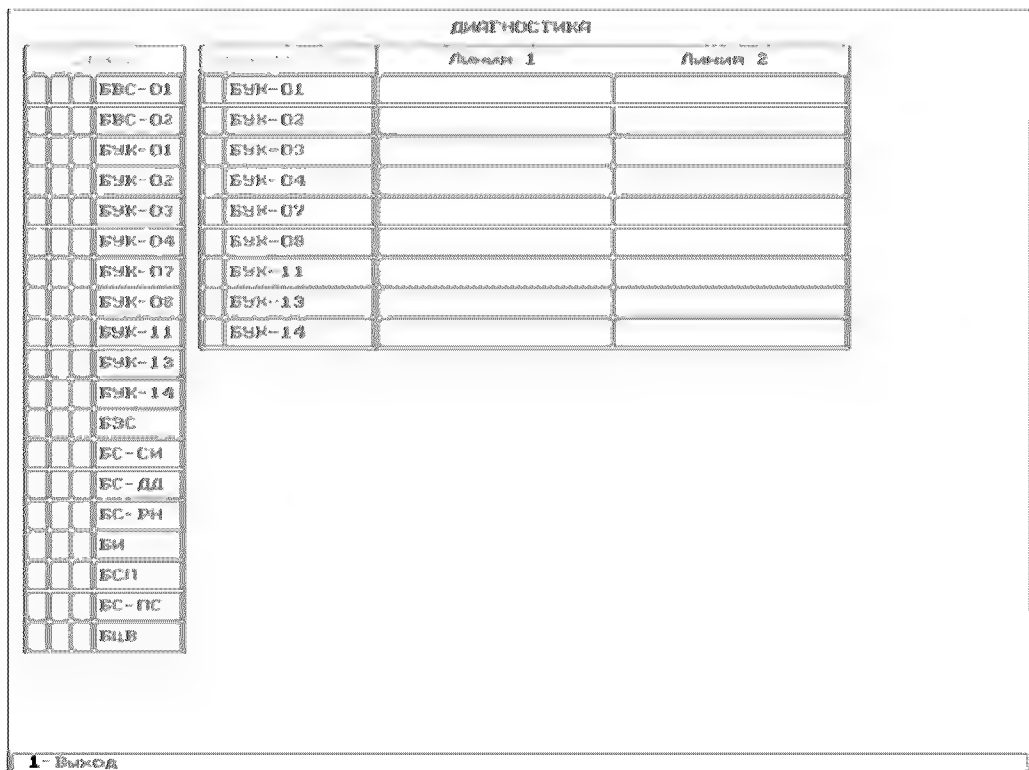 ДИАГНОСТИКА
Линия 1
Линия 2
БВС-01
БВС-02
БУК-01
БУК-02
БУК-03
БУК-04
БУК-07
БУК-08
БУК-11
БУК-13
БУК-14
БЭС
БС-СИ
БС-ДД
БС-РН
БИ
БСП
БС-ПС
БЦВ
БУК-01
БУК-02
БУК-03
БУК-04
БУК-07
БУК-08
БУК-11
БУК-13
БУК-14
1-Выход